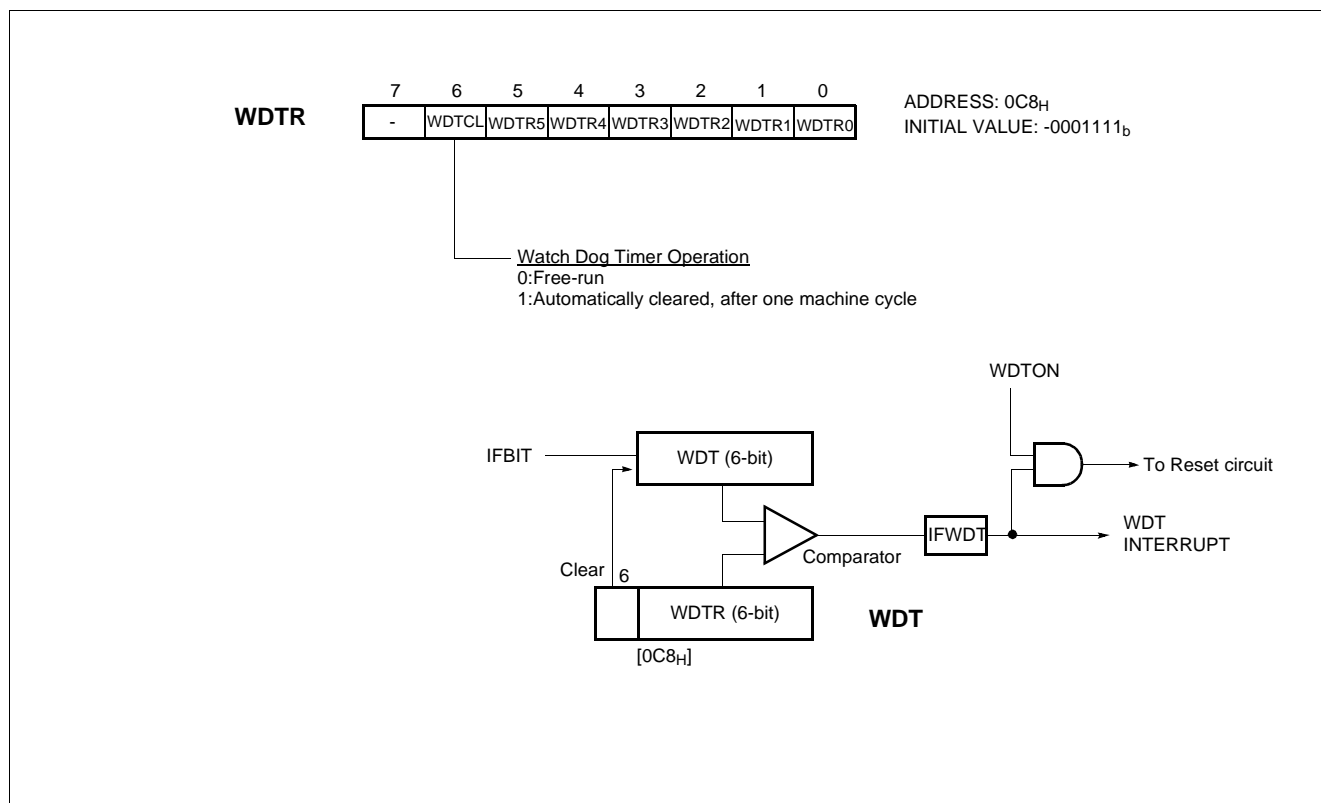 7 6 5 4 3 2 1 0
WDTR - WDTCL WDTR5 WDTR4 WDTR3 WDTR2 WDTR1 WDTR0
ADDRESS: 0C8H
INITIAL VALUE: -0001111b
Watch Dog Timer Operation
0:Free-run
1:Automatically cleared, after one machine cycle
WDTON
IFBIT
WDT (6-bit)
To Reset circuit
Comparator
IFWDT
WDT
INTERRUPT
Clear 6
WDTR (6-bit)
WDT
[0C8H]